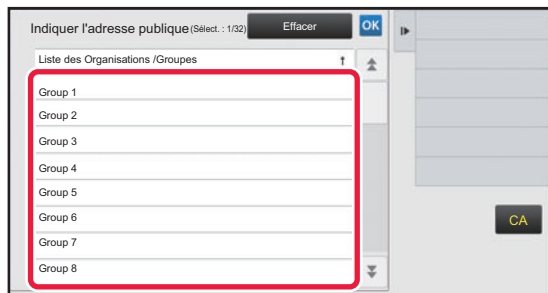 Indiquer l'adresse publique (Sélect. : 1/32) Effacer OK
Liste des Organisations /Groupes
Group 1
Group 2
Group 3
Group 4
Group 5
Group 6
Group 7
Group 8
CA